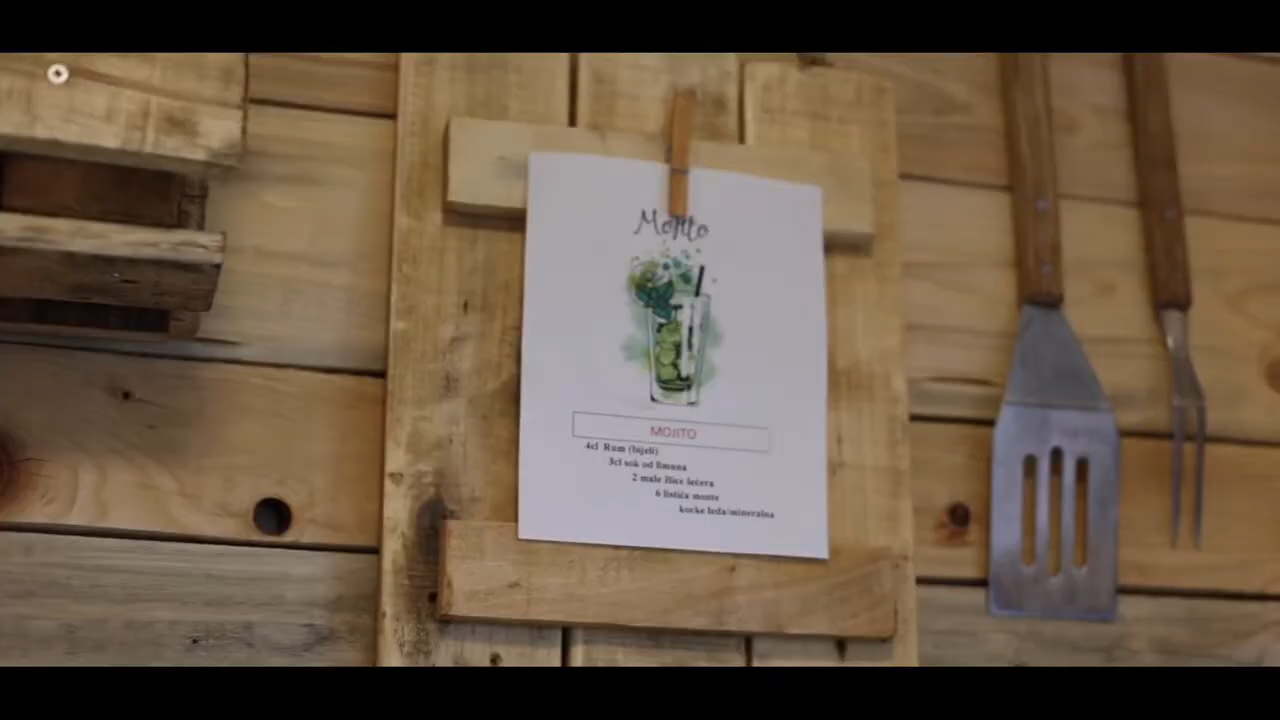 Mojito
MOJITO
4cl Rum (bijeli)
3cl sok od limuna
2 male žlice šećera
6 listića mente
kocke leda/mineralna